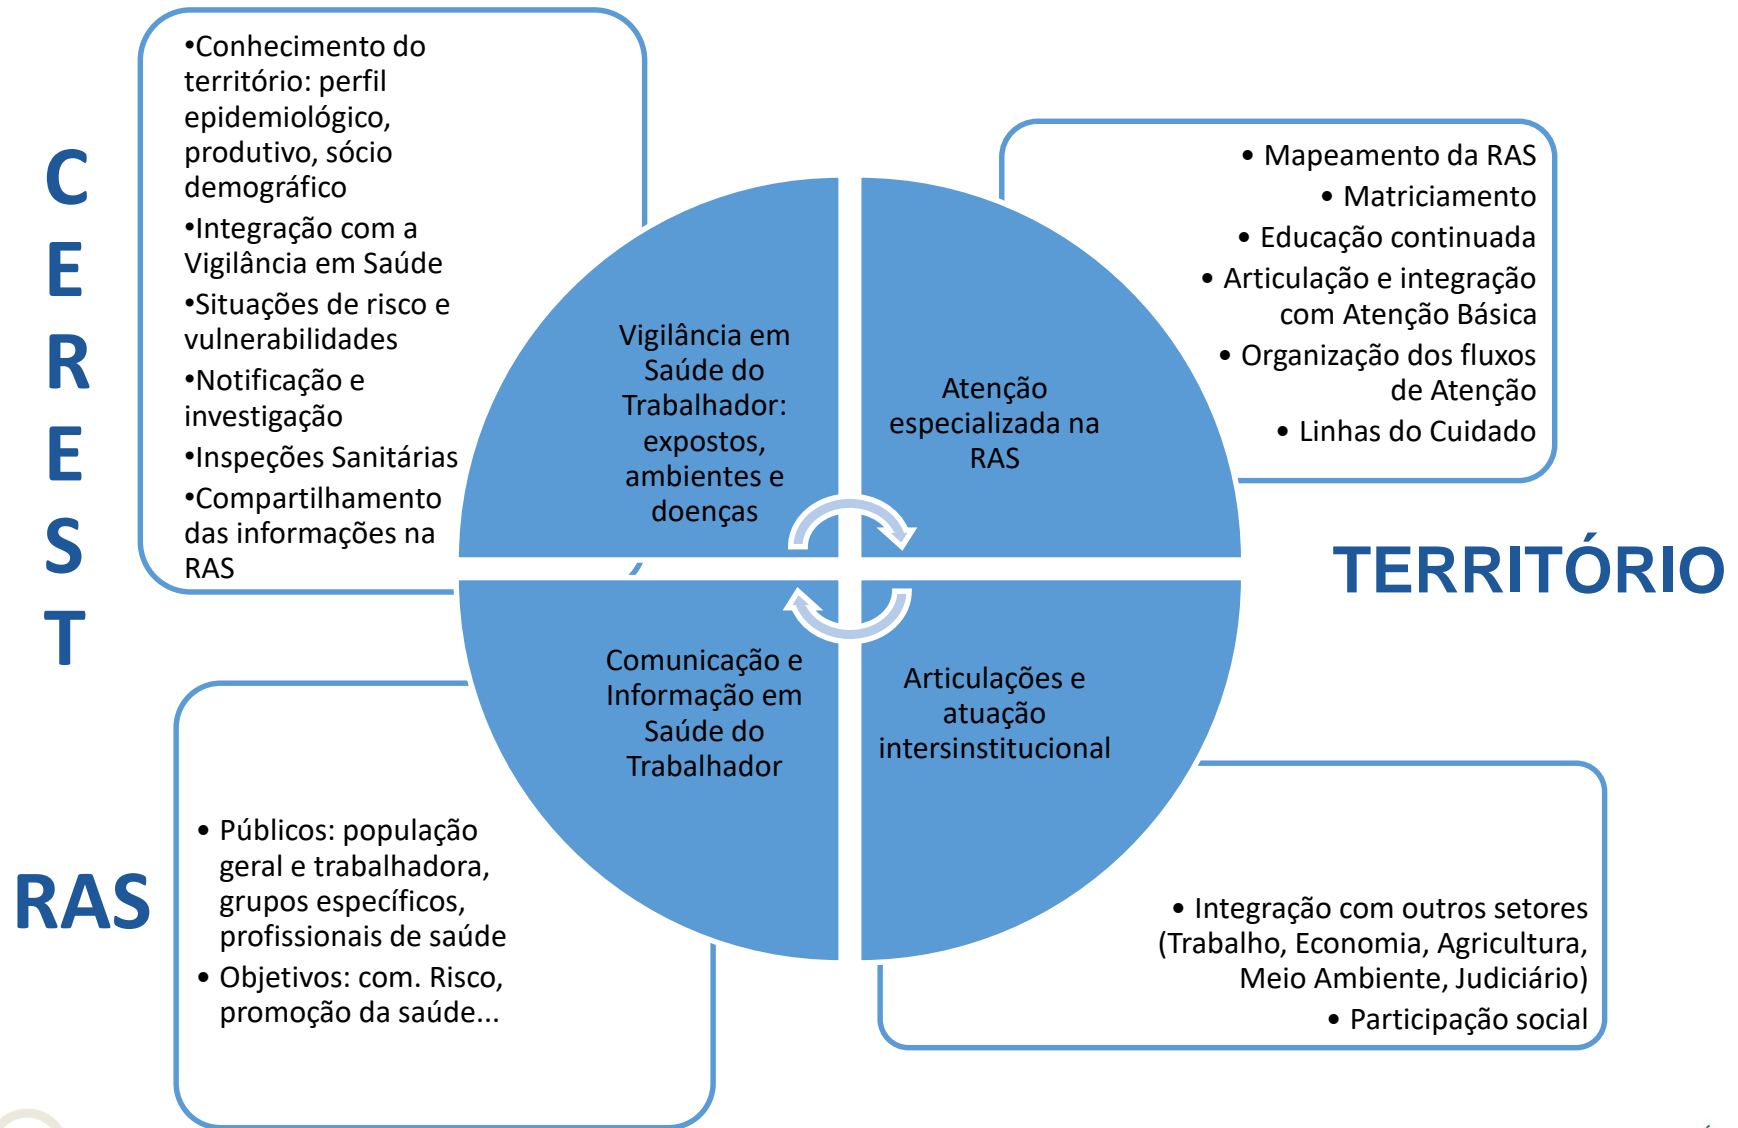 C
E
R
E
S
T
•Conhecimento do
território: perfil
epidemiológico,
produtivo, sócio
demográfico
•Integração com a
Vigilância em Saúde
•Situações de risco e
vulnerabilidades
•Notificação e
investigação
•Inspeções Sanitárias
•Compartilhamento
das informações na
RAS
Vigilância em
Saúde do
Trabalhador:
expostos,
ambientes e
doenças
Atenção
especializada na
RAS
• Mapeamento da RAS
• Matriciamento
• Educação continuada
• Articulação e integração
com Atenção Básica
• Organização dos fluxos
de Atenção
• Linhas do Cuidado
TERRITÓRIO
Comunicação e
Informação em
Saúde do
Trabalhador
Articulações e
atuação
intersinstitucional
RAS
• Públicos: população
geral e trabalhadora,
grupos específicos,
profissionais de saúde
• Objetivos: com. Risco,
promoção da saúde...
• Integração com outros setores
(Trabalho, Economia, Agricultura,
Meio Ambiente, Judiciário)
• Participação social